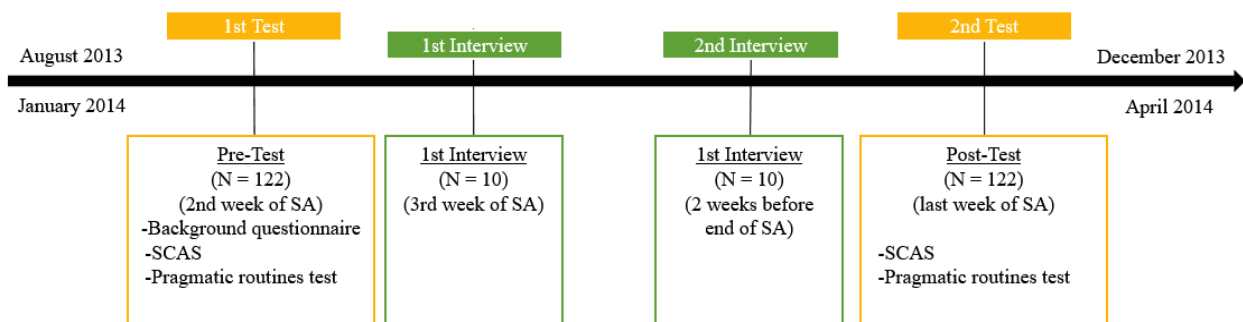 1st Test
2nd Test
1st Interview
2nd Interview
August 2013
December 2013
January 2014
April 2014
Pre-Test
(N = 122)
(2nd week of SA)
-Background questionnaire
-SCAS
-Pragmatic routines test
1st Interview
(N = 10)
(3rd week of SA)
1st Interview
(N = 10)
(2 weeks before
end of SA)
Post-Test
(N = 122)
(last week of SA)
-SCAS
-Pragmatic routines test